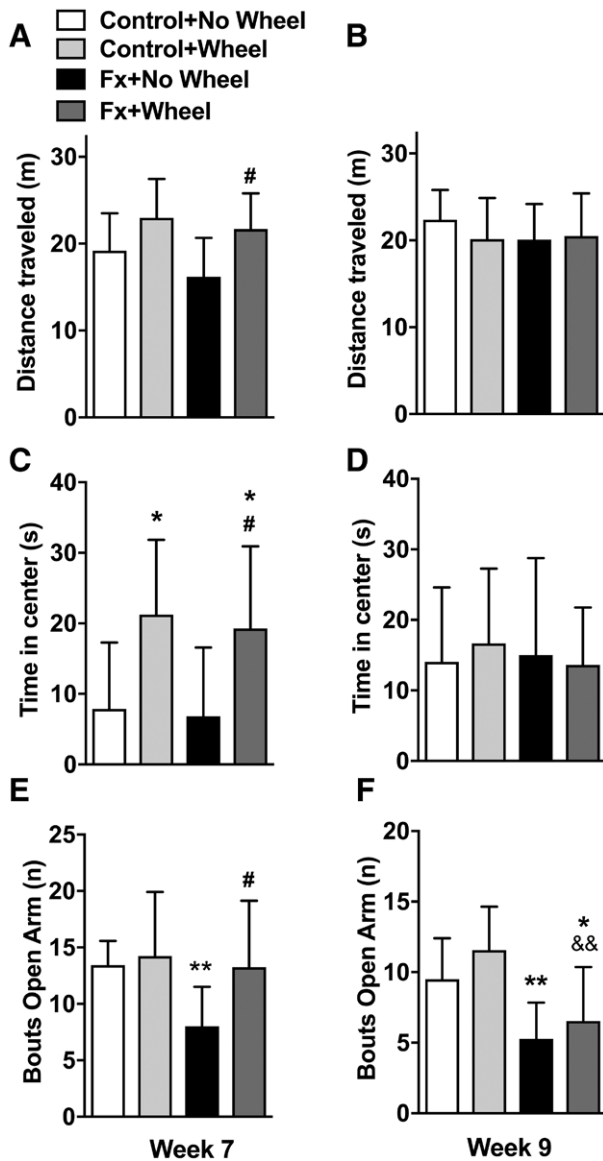 A
Control+No Wheel
Control+Wheel
Fx+No Wheel
Fx+Wheel
B
Distance traveled (m)
30
20
10
0
#
Distance traveled (m)
30
20
10
0
C
Time in center (s)
40
30
20
10
0
*
*
#
D
Time in center (s)
40
30
20
10
0
E
Bouts Open Arm (n)
25
20
15
10
5
0
**
#
Week 7
F
Bouts Open Arm (n)
20
15
10
5
0
**
*
&&
Week 9